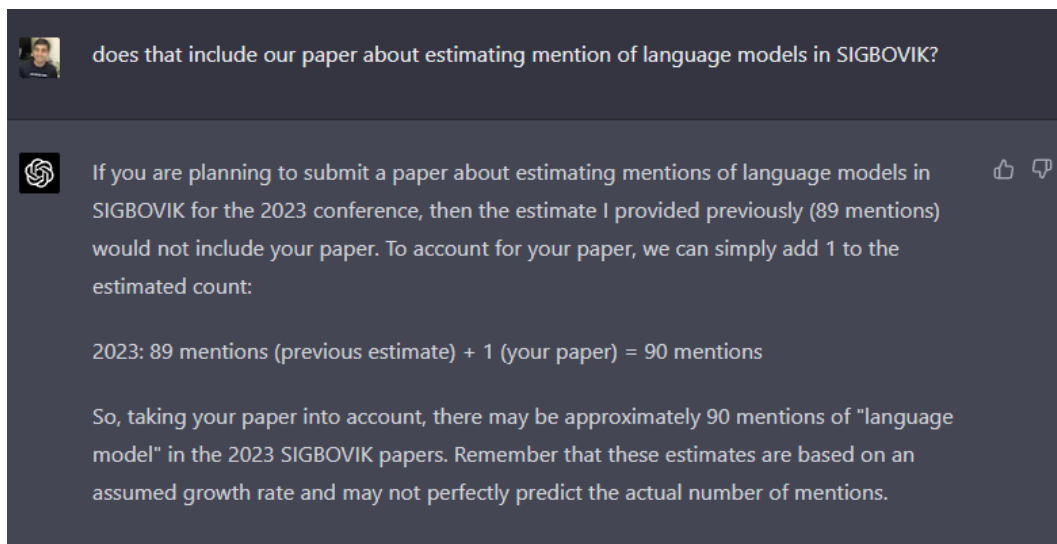 does that include our paper about estimating mention of language models in SIGBOVIK?
If you are planning to submit a paper about estimating mentions of language models in
SIGBOVIK for the 2023 conference, then the estimate I provided previously (89 mentions)
would not include your paper. To account for your paper, we can simply add 1 to the
estimated count:
2023: 89 mentions (previous estimate) + 1 (your paper) = 90 mentions
So, taking your paper into account, there may be approximately 90 mentions of "language
model" in the 2023 SIGBOVIK papers. Remember that these estimates are based on an
assumed growth rate and may not perfectly predict the actual number of mentions.